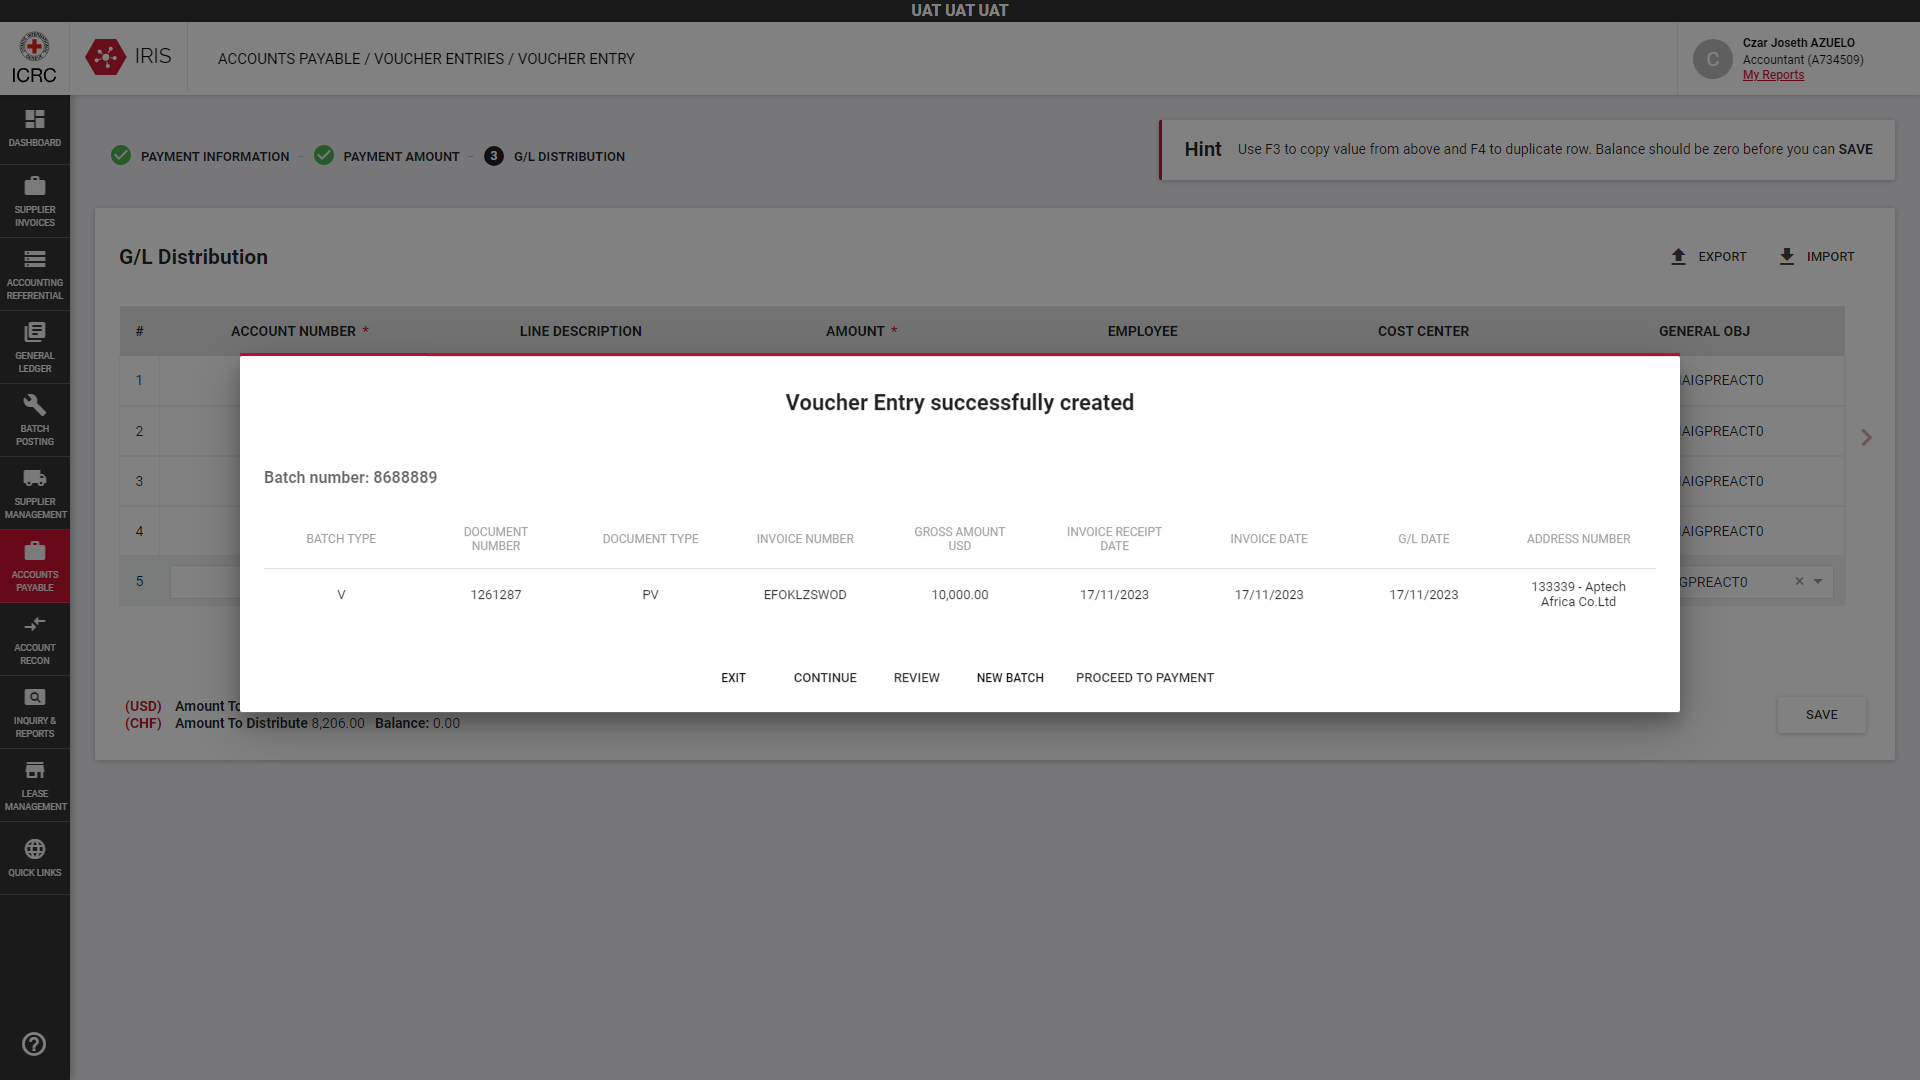 UAT UAT UAT
ICRC
IRIS
ACCOUNTS PAYABLE / VOUCHER ENTRIES / VOUCHER ENTRY
C
Czar Joseth AZUELO
Accountant (A734509)
My Reports
DASHBOARD
SUPPLIER
INVOICES
ACCOUNTING
REFERENTIAL
GENERAL
LEDGER
BATCH
POSTING
SUPPLIER
MANAGEMENT
ACCOUNTS
PAYABLE
ACCOUNT
RECON
INQUIRY &
REPORTS
LEASE
MANAGEMENT
QUICK LINKS
PAYMENT INFORMATION
PAYMENT AMOUNT
3 G/L DISTRIBUTION
Hint Use F3 to copy value from above and F4 to duplicate row. Balance should be zero before you can SAVE
G/L Distribution
EXPORT IMPORT
# ACCOUNT NUMBER * LINE DESCRIPTION AMOUNT * EMPLOYEE COST CENTER GENERAL OBJ
1 AIGPREACT0
2 AIGPREACT0
3 AIGPREACT0
4 AIGPREACT0
5 GPREACT0
Voucher Entry successfully created
Batch number: 8688889
BATCH TYPE DOCUMENT NUMBER DOCUMENT TYPE INVOICE NUMBER GROSS AMOUNT USD INVOICE RECEIPT DATE INVOICE DATE G/L DATE ADDRESS NUMBER
V 1261287 PV EFOKLZSWOD 10,000.00 17/11/2023 17/11/2023 17/11/2023 133339 - Aptech Africa Co.Ltd
EXIT CONTINUE REVIEW NEW BATCH PROCEED TO PAYMENT
(USD) Amount To
(CHF) Amount To Distribute 8,206.00 Balance: 0.00
SAVE